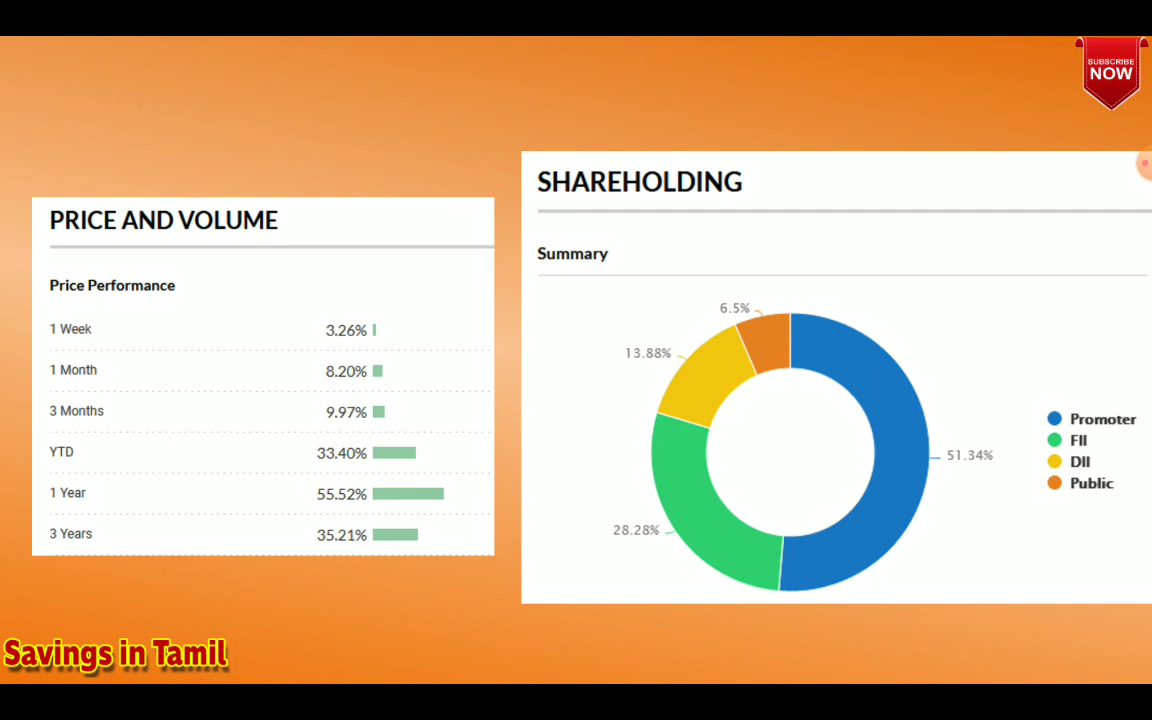 SUBSCRIBE
NOW
PRICE AND VOLUME
Price Performance
1 Week 3.26%
1 Month 8.20%
3 Months 9.97%
YTD 33.40%
1 Year 55.52%
3 Years 35.21%
SHAREHOLDING
Summary
6.5%
13.88%
51.34%
28.28%
Promoter
FII
DII
Public
Savings in Tamil